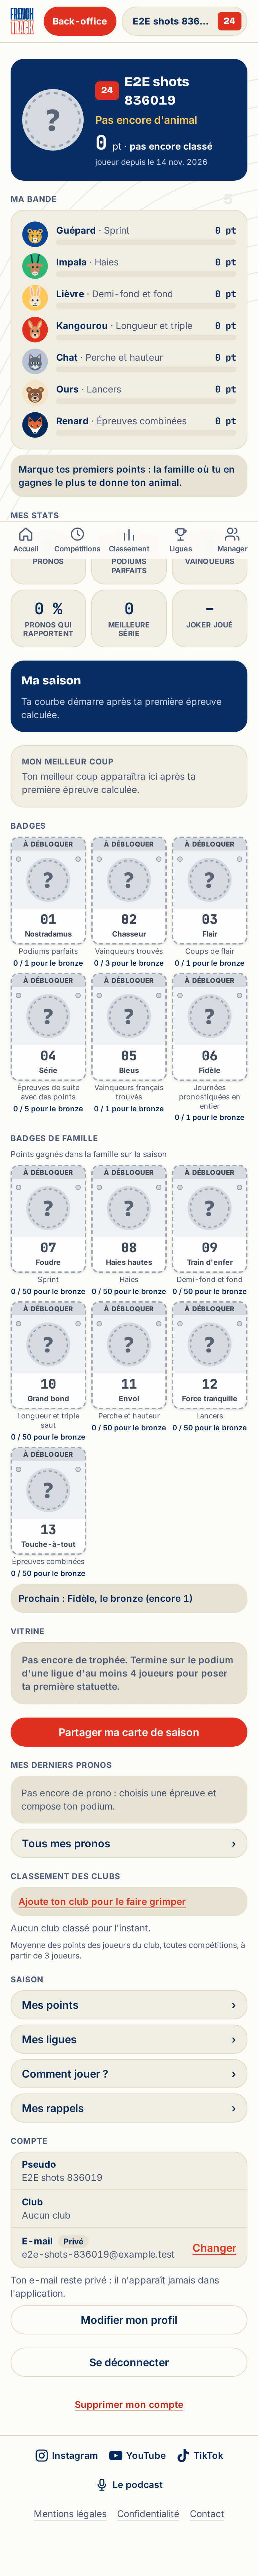 FRENCH
TRACK
Back-office
E2E shots 836...
24
24
E2E shots
836019
Pas encore d'animal
0 pt · pas encore classé
joueur depuis le 14 nov. 2026
MA BANDE
5
Guépard · Sprint
0 pt
Impala · Haies
0 pt
Lièvre · Demi-fond et fond
0 pt
Kangourou · Longueur et triple
0 pt
Chat · Perche et hauteur
0 pt
Ours · Lancers
0 pt
Renard · Épreuves combinées
0 pt
Marque tes premiers points : la famille où tu en
gagnes le plus te donne ton animal.
MES STATS
Accueil
Compétitions
Classement
Ligues
Manager
PRONOS
PODIUMS
PARFAITS
VAINQUEURS
0 %
PRONOS QUI
RAPPORTENT
0
MEILLEURE
SÉRIE
–
JOKER JOUÉ
Ma saison
Ta courbe démarre après ta première épreuve
calculée.
MON MEILLEUR COUP
Ton meilleur coup apparaîtra ici après ta
première épreuve calculée.
BADGES
À DÉBLOQUER
?
01
Nostradamus
Podiums parfaits
0 / 1 pour le bronze
À DÉBLOQUER
?
02
Chasseur
Vainqueurs trouvés
0 / 3 pour le bronze
À DÉBLOQUER
?
03
Flair
Coups de flair
0 / 1 pour le bronze
À DÉBLOQUER
?
04
Série
Épreuves de suite
avec des points
0 / 5 pour le bronze
À DÉBLOQUER
?
05
Bleus
Vainqueurs français
trouvés
0 / 1 pour le bronze
À DÉBLOQUER
?
06
Fidèle
Journées
pronostiquées en
entier
0 / 1 pour le bronze
BADGES DE FAMILLE
Points gagnés dans la famille sur la saison
À DÉBLOQUER
?
07
Foudre
Sprint
0 / 50 pour le bronze
À DÉBLOQUER
?
08
Haies hautes
Haies
0 / 50 pour le bronze
À DÉBLOQUER
?
09
Train d'enfer
Demi-fond et fond
0 / 50 pour le bronze
À DÉBLOQUER
?
10
Grand bond
Longueur et triple
saut
0 / 50 pour le bronze
À DÉBLOQUER
?
11
Envol
Perche et hauteur
0 / 50 pour le bronze
À DÉBLOQUER
?
12
Force tranquille
Lancers
0 / 50 pour le bronze
À DÉBLOQUER
?
13
Touche-à-tout
Épreuves combinées
0 / 50 pour le bronze
Prochain : Fidèle, le bronze (encore 1)
VITRINE
Pas encore de trophée. Termine sur le podium
d'une ligue d'au moins 4 joueurs pour poser
ta première statuette.
Partager ma carte de saison
MES DERNIERS PRONOS
Pas encore de prono : choisis une épreuve et
compose ton podium.
Tous mes pronos
CLASSEMENT DES CLUBS
Ajoute ton club pour le faire grimper
Aucun club classé pour l'instant.
Moyenne des points des joueurs du club, toutes compétitions, à
partir de 3 joueurs.
SAISON
Mes points
Mes ligues
Comment jouer ?
Mes rappels
COMPTE
Pseudo
E2E shots 836019
Club
Aucun club
E-mail Privé
e2e-shots-836019@example.test
Changer
Ton e-mail reste privé : il n'apparaît jamais dans
l'application.
Modifier mon profil
Se déconnecter
Supprimer mon compte
Instagram
YouTube
TikTok
Le podcast
Mentions légales
Confidentialité
Contact